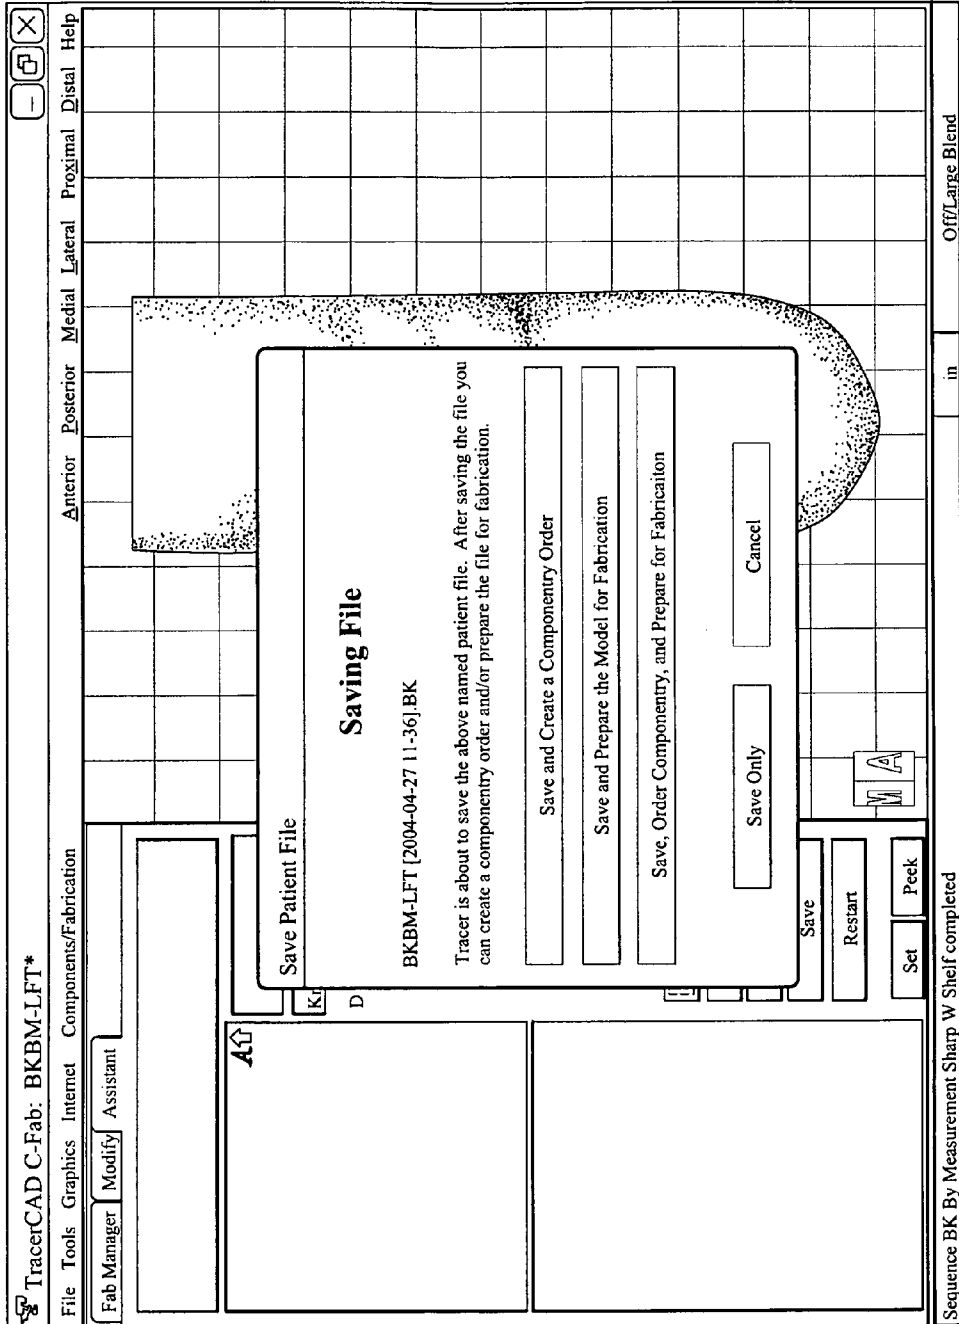 TracerCAD C-Fab: BKBM-LFT*
File Tools Graphics Internet Components/Fabrication Anterior Posterior Medial Lateral Proximal Distal Help
Fab Manager Modify Assistant
A
Save Patient File
Saving File
BKBM-LFT [2004-04-27 11-36].BK
Tracer is about to save the above named patient file. After saving the file you
can create a componentry order and/or prepare the file for fabrication.
Save and Create a Componentry Order
Save and Prepare the Model for Fabrication
Save, Order Componentry, and Prepare for Fabricaiton
Save Only Cancel
D
Save
Restart
Set Peek
M A
Sequence BK By Measurement Sharp W Shelf completed in Off/Large Blend